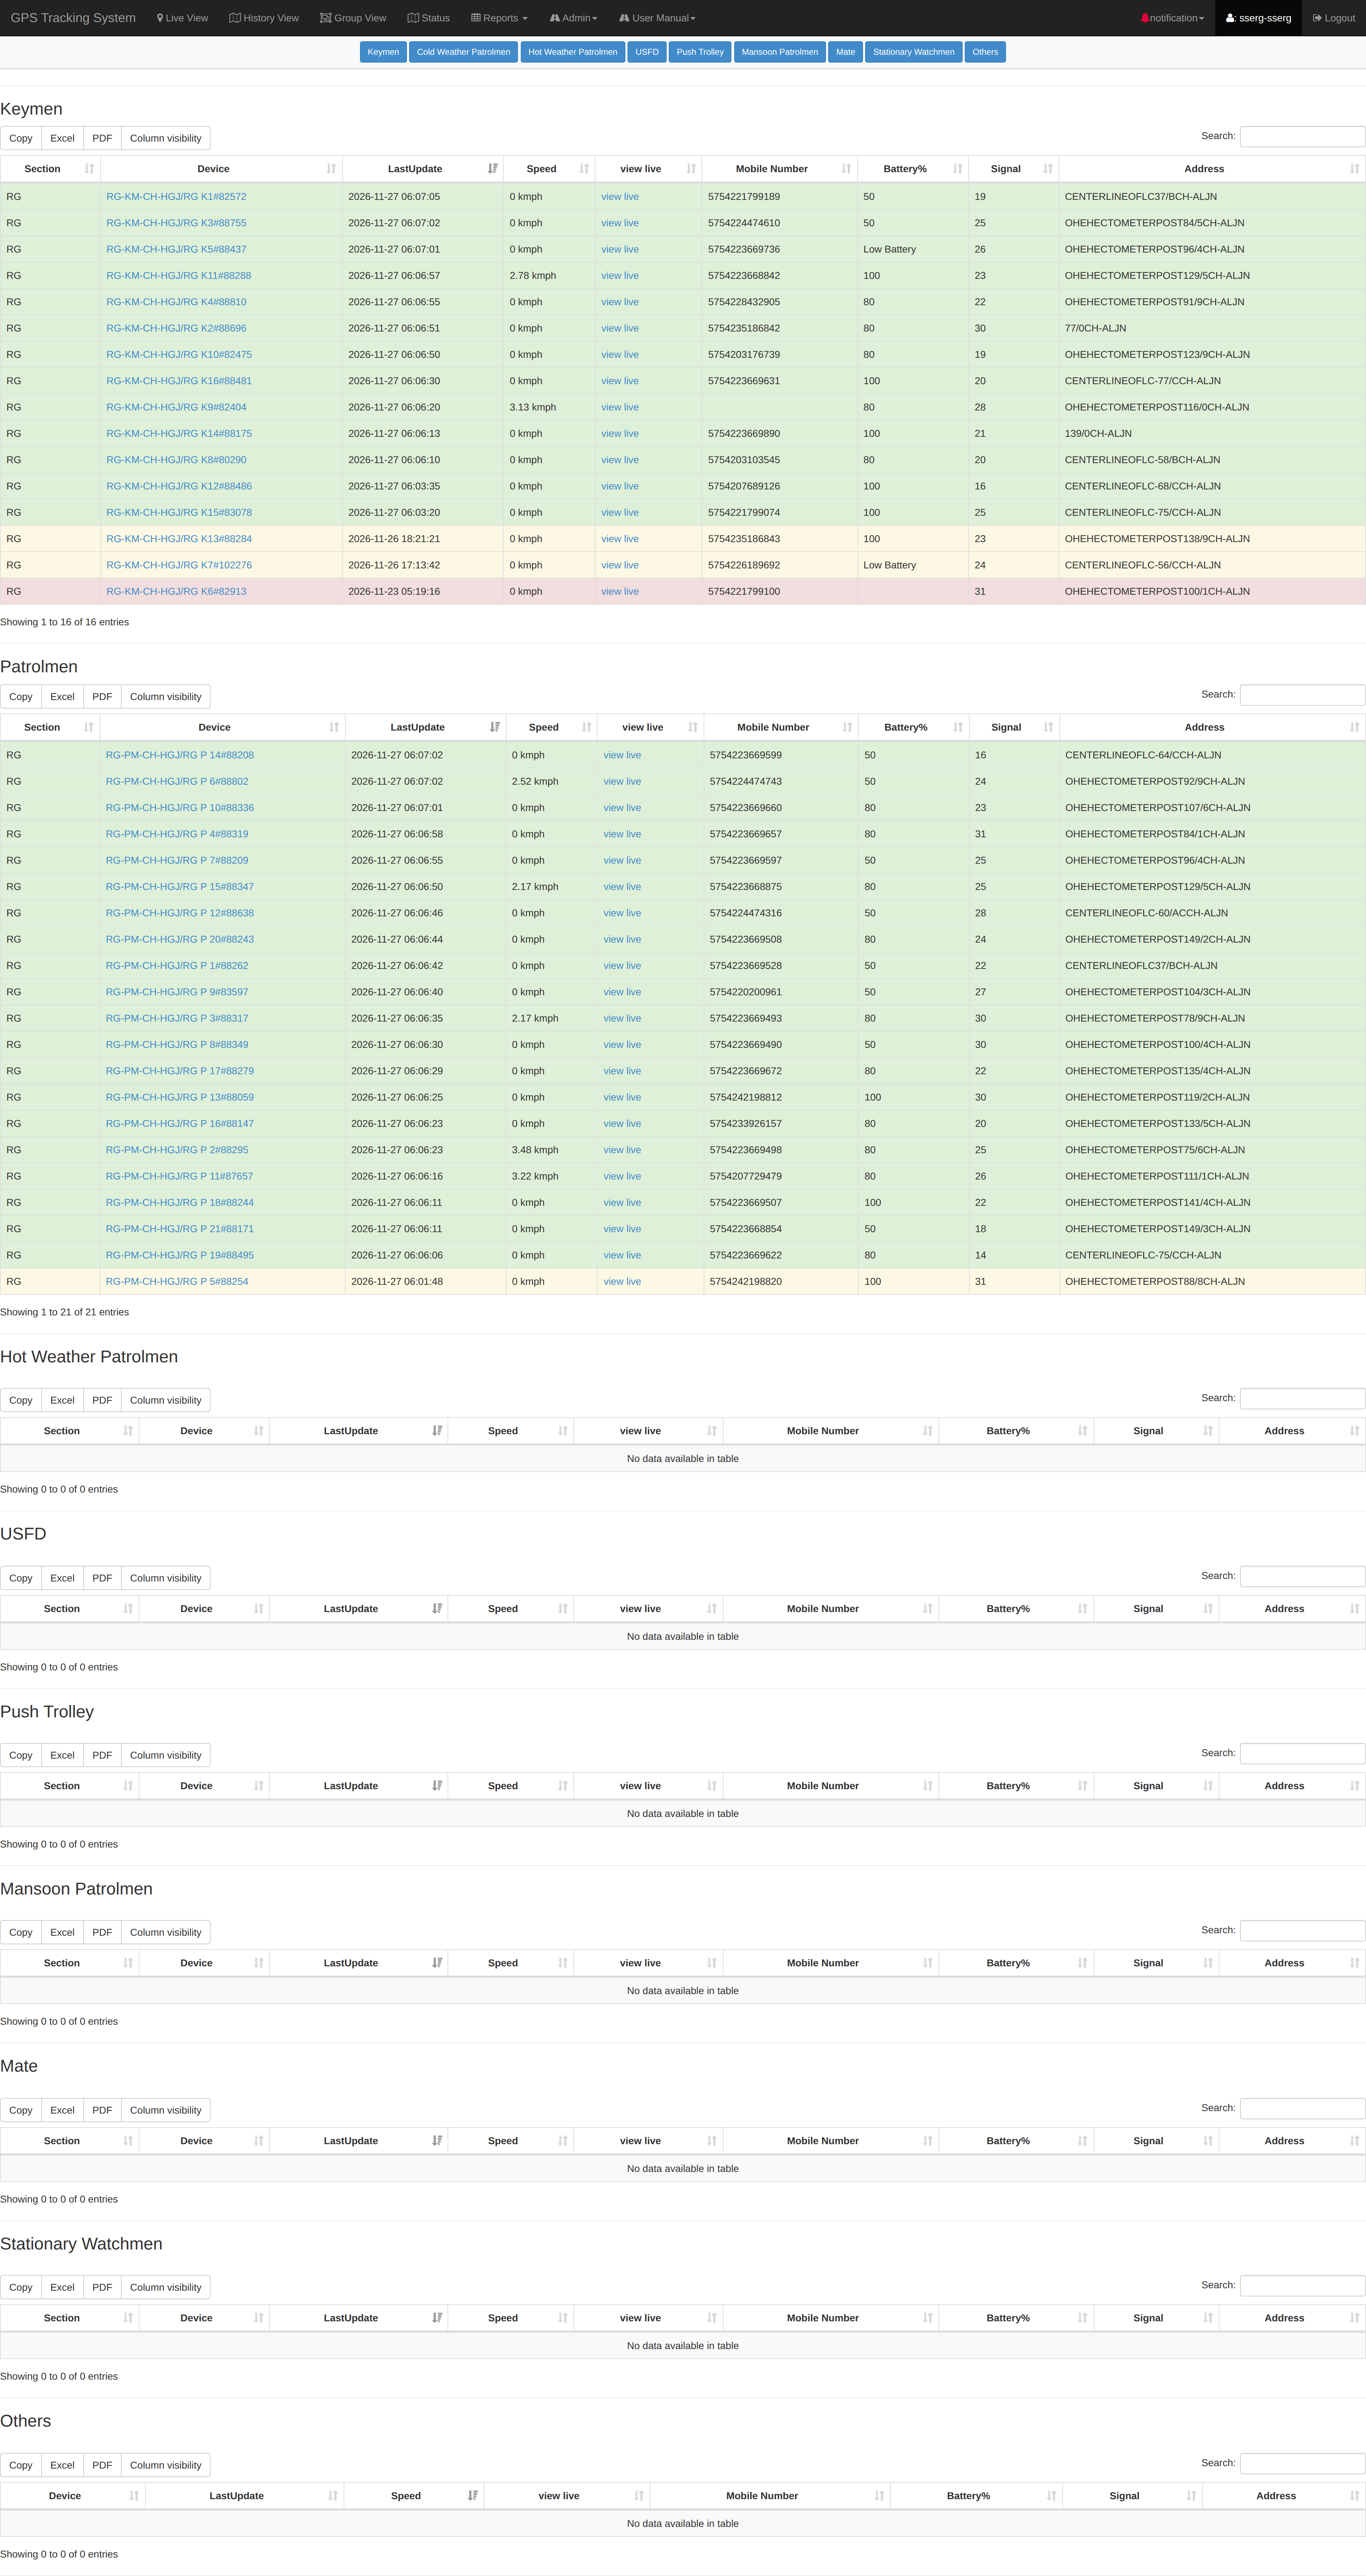 GPS Tracking System Live View History View Group View Status Reports Admin User Manual notification : sserg-sserg Logout
Keymen Cold Weather Patrolmen Hot Weather Patrolmen USFD Push Trolley Mansoon Patrolmen Mate Stationary Watchmen Others
Keymen
Copy Excel PDF Column visibility Search:
Section Device LastUpdate Speed view live Mobile Number Battery% Signal Address
RG RG-KM-CH-HGJ/RG K1#82572 2026-11-27 06:07:05 0 kmph view live 5754221799189 50 19 CENTERLINEOFLC37/BCH-ALJN
RG RG-KM-CH-HGJ/RG K3#88755 2026-11-27 06:07:02 0 kmph view live 5754224474610 50 25 OHEHECTOMETERPOST84/5CH-ALJN
RG RG-KM-CH-HGJ/RG K5#88437 2026-11-27 06:07:01 0 kmph view live 5754223669736 Low Battery 26 OHEHECTOMETERPOST96/4CH-ALJN
RG RG-KM-CH-HGJ/RG K11#88288 2026-11-27 06:06:57 2.78 kmph view live 5754223668842 100 23 OHEHECTOMETERPOST129/5CH-ALJN
RG RG-KM-CH-HGJ/RG K4#88810 2026-11-27 06:06:55 0 kmph view live 5754228432905 80 22 OHEHECTOMETERPOST91/9CH-ALJN
RG RG-KM-CH-HGJ/RG K2#88696 2026-11-27 06:06:51 0 kmph view live 5754235186842 80 30 77/0CH-ALJN
RG RG-KM-CH-HGJ/RG K10#82475 2026-11-27 06:06:50 0 kmph view live 5754203176739 80 19 OHEHECTOMETERPOST123/9CH-ALJN
RG RG-KM-CH-HGJ/RG K16#88481 2026-11-27 06:06:30 0 kmph view live 5754223669631 100 20 CENTERLINEOFLC-77/CCH-ALJN
RG RG-KM-CH-HGJ/RG K9#82404 2026-11-27 06:06:20 3.13 kmph view live 80 28 OHEHECTOMETERPOST116/0CH-ALJN
RG RG-KM-CH-HGJ/RG K14#88175 2026-11-27 06:06:13 0 kmph view live 5754223669890 100 21 139/0CH-ALJN
RG RG-KM-CH-HGJ/RG K8#80290 2026-11-27 06:06:10 0 kmph view live 5754203103545 80 20 CENTERLINEOFLC-58/BCH-ALJN
RG RG-KM-CH-HGJ/RG K12#88486 2026-11-27 06:03:35 0 kmph view live 5754207689126 100 16 CENTERLINEOFLC-68/CCH-ALJN
RG RG-KM-CH-HGJ/RG K15#83078 2026-11-27 06:03:20 0 kmph view live 5754221799074 100 25 CENTERLINEOFLC-75/CCH-ALJN
RG RG-KM-CH-HGJ/RG K13#88284 2026-11-26 18:21:21 0 kmph view live 5754235186843 100 23 OHEHECTOMETERPOST138/9CH-ALJN
RG RG-KM-CH-HGJ/RG K7#102276 2026-11-26 17:13:42 0 kmph view live 5754226189692 Low Battery 24 CENTERLINEOFLC-56/CCH-ALJN
RG RG-KM-CH-HGJ/RG K6#82913 2026-11-23 05:19:16 0 kmph view live 5754221799100 31 OHEHECTOMETERPOST100/1CH-ALJN
Showing 1 to 16 of 16 entries
Patrolmen
Copy Excel PDF Column visibility Search:
Section Device LastUpdate Speed view live Mobile Number Battery% Signal Address
RG RG-PM-CH-HGJ/RG P 14#88208 2026-11-27 06:07:02 0 kmph view live 5754223669599 50 16 CENTERLINEOFLC-64/CCH-ALJN
RG RG-PM-CH-HGJ/RG P 6#88802 2026-11-27 06:07:02 2.52 kmph view live 5754224474743 50 24 OHEHECTOMETERPOST92/9CH-ALJN
RG RG-PM-CH-HGJ/RG P 10#88336 2026-11-27 06:07:01 0 kmph view live 5754223669660 80 23 OHEHECTOMETERPOST107/6CH-ALJN
RG RG-PM-CH-HGJ/RG P 4#88319 2026-11-27 06:06:58 0 kmph view live 5754223669657 80 31 OHEHECTOMETERPOST84/1CH-ALJN
RG RG-PM-CH-HGJ/RG P 7#88209 2026-11-27 06:06:55 0 kmph view live 5754223669597 50 25 OHEHECTOMETERPOST96/4CH-ALJN
RG RG-PM-CH-HGJ/RG P 15#88347 2026-11-27 06:06:50 2.17 kmph view live 5754223668875 80 25 OHEHECTOMETERPOST129/5CH-ALJN
RG RG-PM-CH-HGJ/RG P 12#88638 2026-11-27 06:06:46 0 kmph view live 5754224474316 50 28 CENTERLINEOFLC-60/ACCH-ALJN
RG RG-PM-CH-HGJ/RG P 20#88243 2026-11-27 06:06:44 0 kmph view live 5754223669508 80 24 OHEHECTOMETERPOST149/2CH-ALJN
RG RG-PM-CH-HGJ/RG P 1#88262 2026-11-27 06:06:42 0 kmph view live 5754223669528 50 22 CENTERLINEOFLC37/BCH-ALJN
RG RG-PM-CH-HGJ/RG P 9#83597 2026-11-27 06:06:40 0 kmph view live 5754220200961 50 27 OHEHECTOMETERPOST104/3CH-ALJN
RG RG-PM-CH-HGJ/RG P 3#88317 2026-11-27 06:06:35 2.17 kmph view live 5754223669493 80 30 OHEHECTOMETERPOST78/9CH-ALJN
RG RG-PM-CH-HGJ/RG P 8#88349 2026-11-27 06:06:30 0 kmph view live 5754223669490 50 30 OHEHECTOMETERPOST100/4CH-ALJN
RG RG-PM-CH-HGJ/RG P 17#88279 2026-11-27 06:06:29 0 kmph view live 5754223669672 80 22 OHEHECTOMETERPOST135/4CH-ALJN
RG RG-PM-CH-HGJ/RG P 13#88059 2026-11-27 06:06:25 0 kmph view live 5754242198812 100 30 OHEHECTOMETERPOST119/2CH-ALJN
RG RG-PM-CH-HGJ/RG P 16#88147 2026-11-27 06:06:23 0 kmph view live 5754233926157 80 20 OHEHECTOMETERPOST133/5CH-ALJN
RG RG-PM-CH-HGJ/RG P 2#88295 2026-11-27 06:06:23 3.48 kmph view live 5754223669498 80 25 OHEHECTOMETERPOST75/6CH-ALJN
RG RG-PM-CH-HGJ/RG P 11#87657 2026-11-27 06:06:16 3.22 kmph view live 5754207729479 80 26 OHEHECTOMETERPOST111/1CH-ALJN
RG RG-PM-CH-HGJ/RG P 18#88244 2026-11-27 06:06:11 0 kmph view live 5754223669507 100 22 OHEHECTOMETERPOST141/4CH-ALJN
RG RG-PM-CH-HGJ/RG P 21#88171 2026-11-27 06:06:11 0 kmph view live 5754223668854 50 18 OHEHECTOMETERPOST149/3CH-ALJN
RG RG-PM-CH-HGJ/RG P 19#88495 2026-11-27 06:06:06 0 kmph view live 5754223669622 80 14 CENTERLINEOFLC-75/CCH-ALJN
RG RG-PM-CH-HGJ/RG P 5#88254 2026-11-27 06:01:48 0 kmph view live 5754242198820 100 31 OHEHECTOMETERPOST88/8CH-ALJN
Showing 1 to 21 of 21 entries
Hot Weather Patrolmen
Copy Excel PDF Column visibility Search:
Section Device LastUpdate Speed view live Mobile Number Battery% Signal Address
No data available in table
Showing 0 to 0 of 0 entries
USFD
Copy Excel PDF Column visibility Search:
Section Device LastUpdate Speed view live Mobile Number Battery% Signal Address
No data available in table
Showing 0 to 0 of 0 entries
Push Trolley
Copy Excel PDF Column visibility Search:
Section Device LastUpdate Speed view live Mobile Number Battery% Signal Address
No data available in table
Showing 0 to 0 of 0 entries
Mansoon Patrolmen
Copy Excel PDF Column visibility Search:
Section Device LastUpdate Speed view live Mobile Number Battery% Signal Address
No data available in table
Showing 0 to 0 of 0 entries
Mate
Copy Excel PDF Column visibility Search:
Section Device LastUpdate Speed view live Mobile Number Battery% Signal Address
No data available in table
Showing 0 to 0 of 0 entries
Stationary Watchmen
Copy Excel PDF Column visibility Search:
Section Device LastUpdate Speed view live Mobile Number Battery% Signal Address
No data available in table
Showing 0 to 0 of 0 entries
Others
Copy Excel PDF Column visibility Search:
Device LastUpdate Speed view live Mobile Number Battery% Signal Address
No data available in table
Showing 0 to 0 of 0 entries